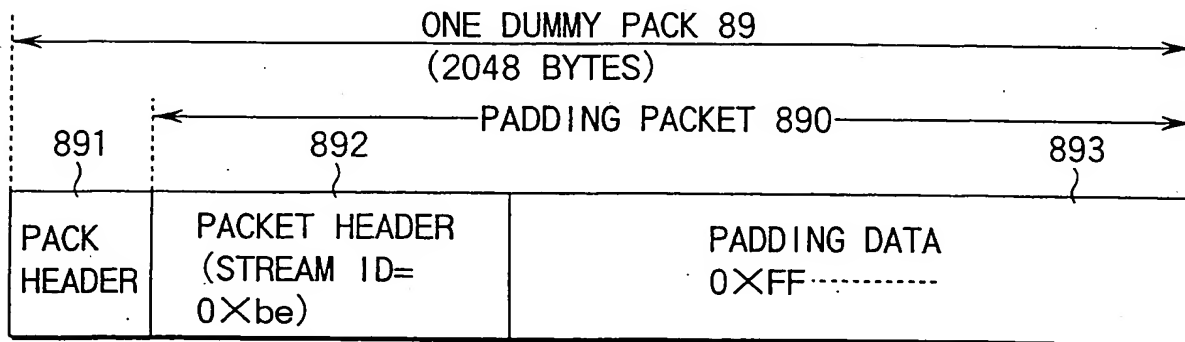 ONE DUMMY PACK 89
(2048 BYTES)
PADDING PACKET 890
891 892 893
PACK
HEADER
PACKET HEADER
(STREAM ID=
0×be)
PADDING DATA
0×FF············